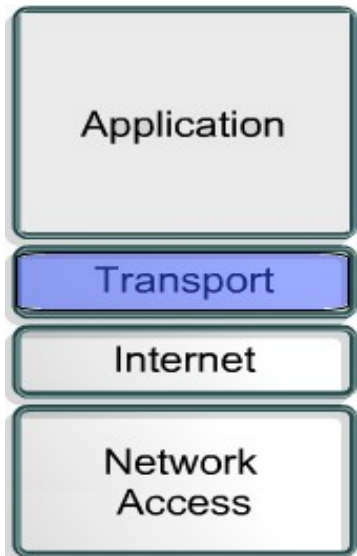 Application
Transport
Internet
Network
Access